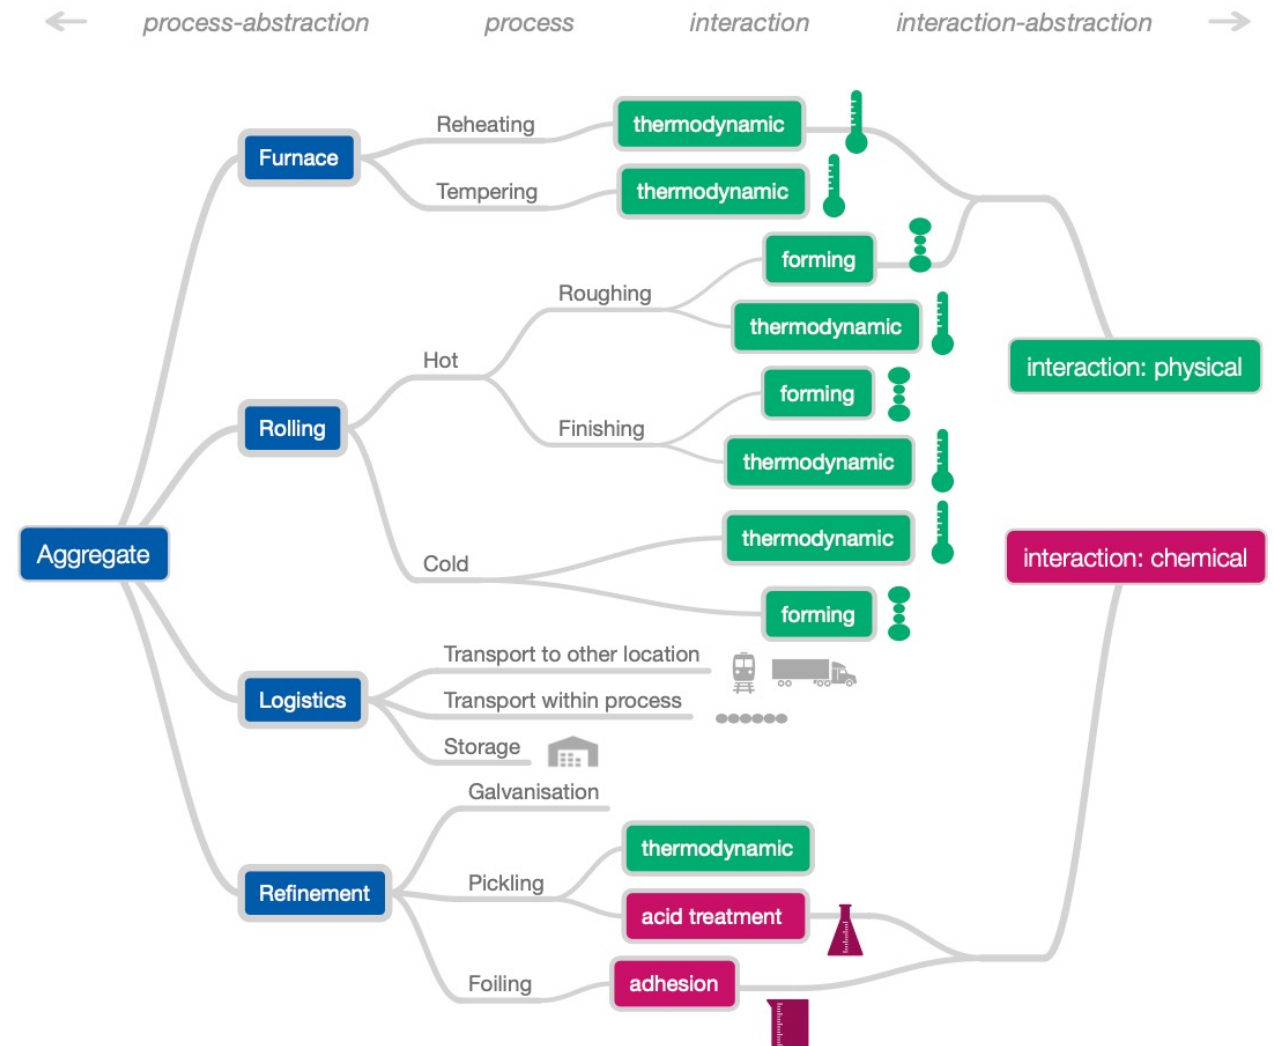 process-abstraction process interaction interaction-abstraction
Reheating
thermodynamic
Furnace
Tempering
thermodynamic
forming
Roughing
thermodynamic
Hot
interaction: physical
forming
Rolling
Finishing
thermodynamic
Aggregate
thermodynamic
interaction: chemical
Cold
forming
Transport to other location
Logistics
Transport within process
Storage
Galvanisation
thermodynamic
Refinement
Pickling
acid treatment
Foiling
adhesion